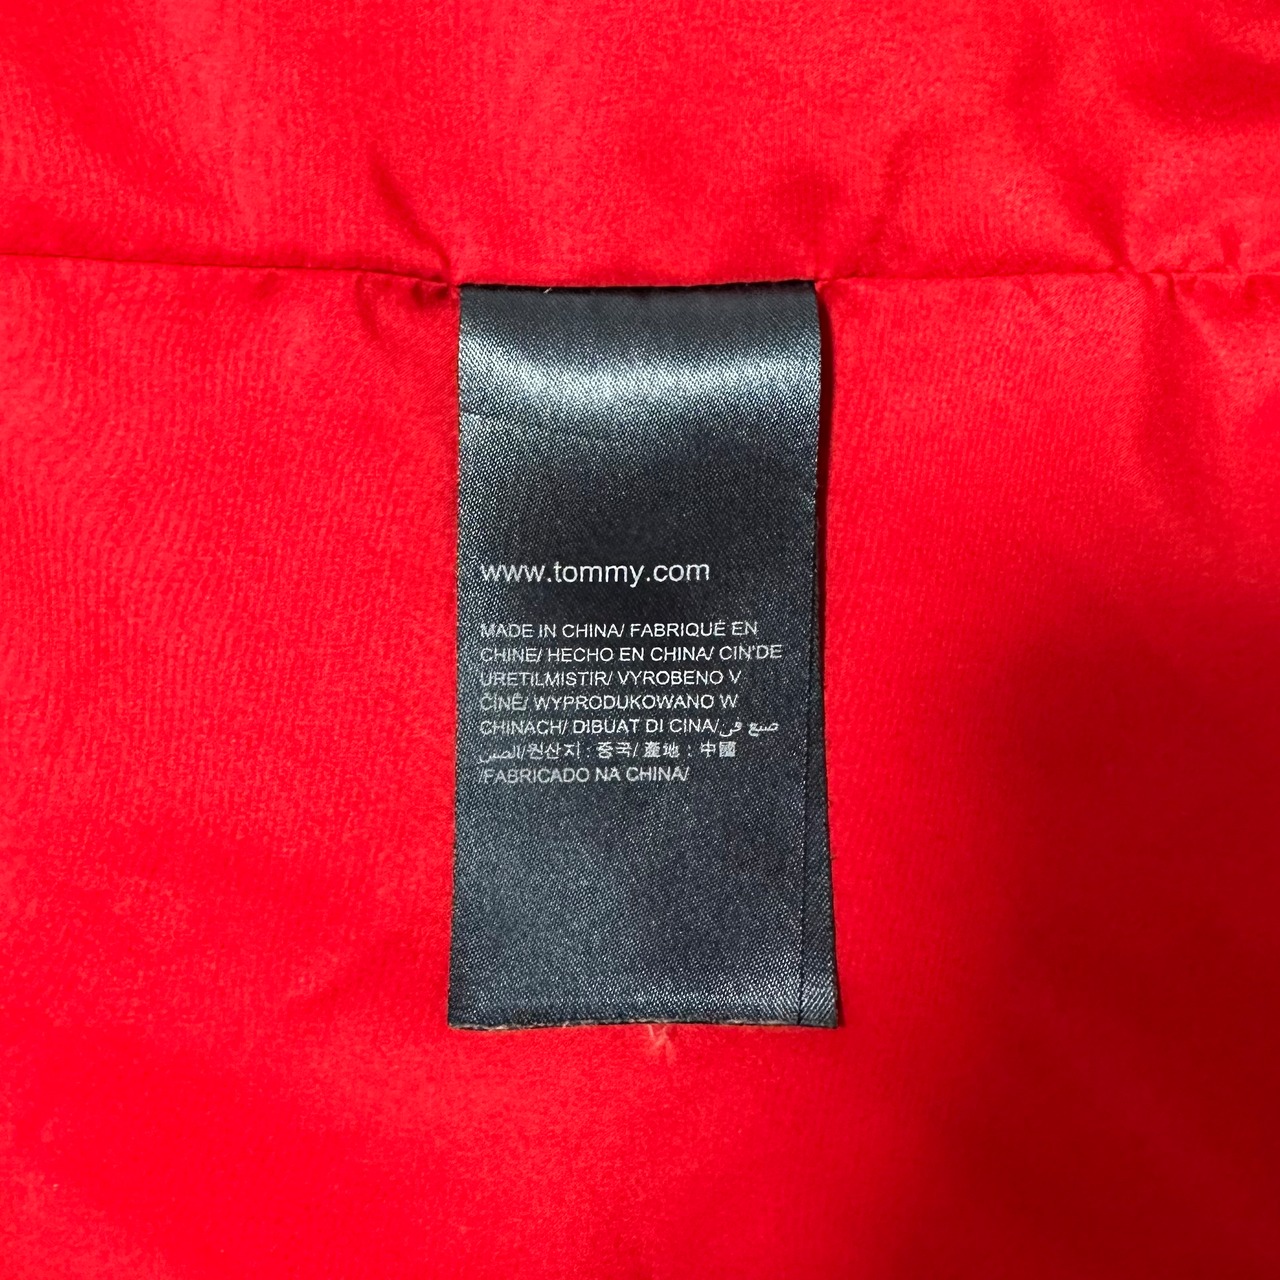 www.tommy.com
MADE IN CHINA/ FABRIQUÉ EN
CHINE/ HECHO EN CHINA/ CIN'DE
URETILMISTIR/ VYROBENO V
ČÍNĚ/ WYPRODUKOWANO W
CHINACH/ DIBUAT DI CINA/صنع في
الصين/원산지 : 중국/ 產地 : 中國
/FABRICADO NA CHINA/